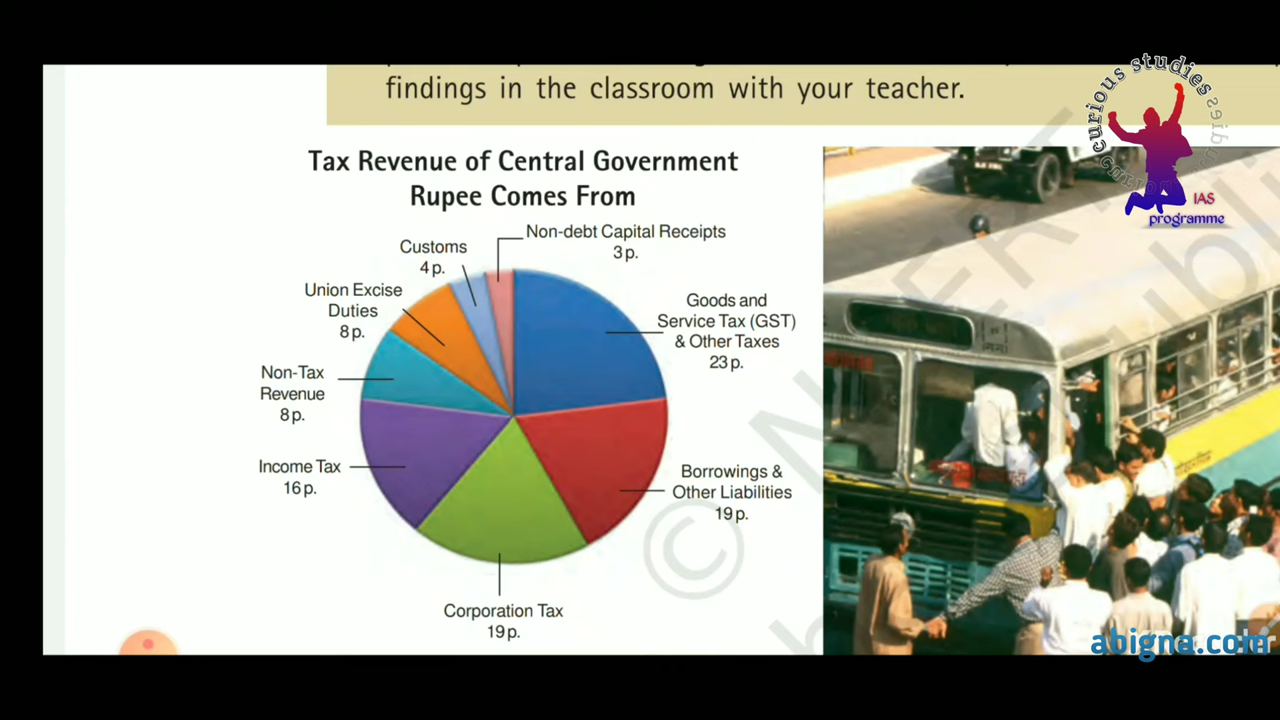 findings in the classroom with your teacher.
Tax Revenue of Central Government
Rupee Comes From
Non-debt Capital Receipts
3 p.
Customs
4 p.
Union Excise
Duties
8 p.
Goods and
Service Tax (GST)
& Other Taxes
23 p.
Non-Tax
Revenue
8 p.
Income Tax
16 p.
Borrowings &
Other Liabilities
19 p.
Corporation Tax
19 p.
curious studies
IAS
programme
abigna.com